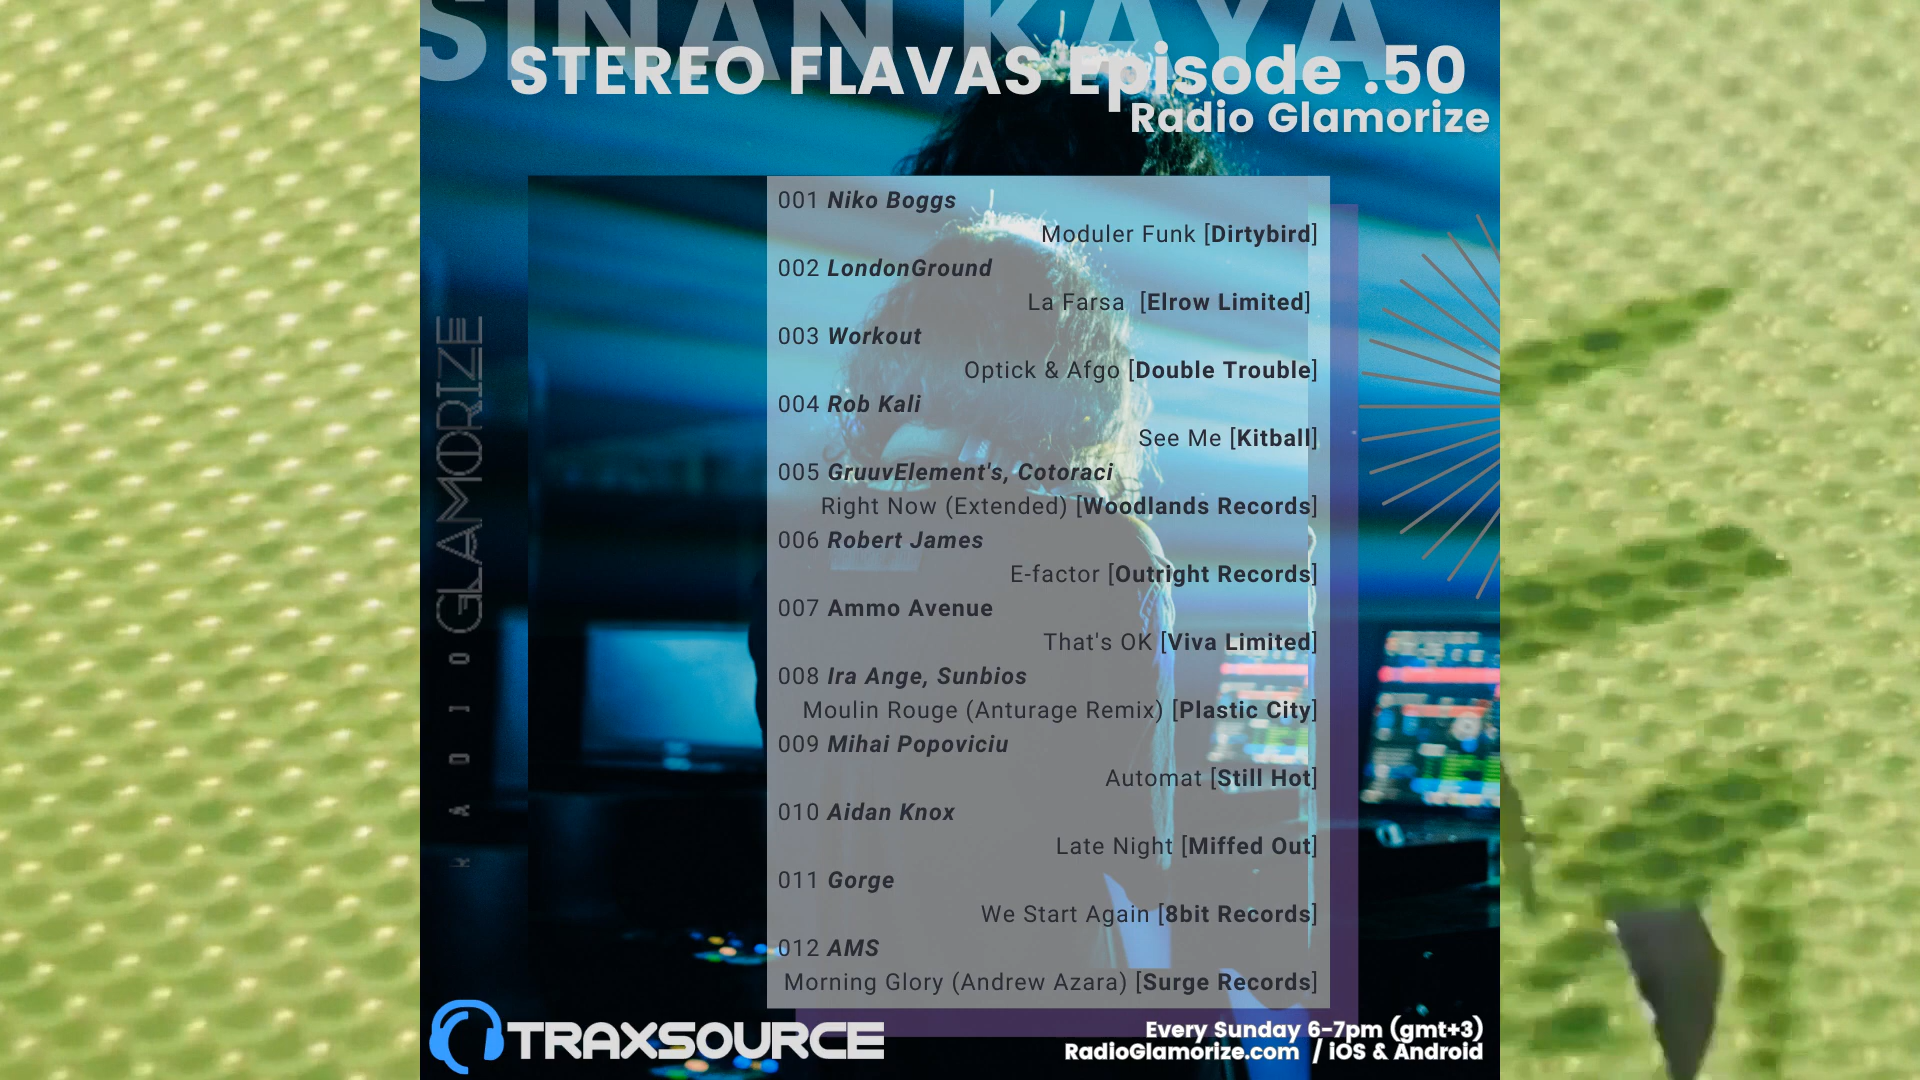 SINAN KAYA
STEREO FLAVAS Episode .50
Radio Glamorize
001 Niko Boggs
Moduler Funk [Dirtybird]
002 LondonGround
La Farsa [Elrow Limited]
003 Workout
Optick & Afgo [Double Trouble]
004 Rob Kali
See Me [Kitball]
005 GruuvElement's, Cotoraci
Right Now (Extended) [Woodlands Records]
006 Robert James
E-factor [Outright Records]
007 Ammo Avenue
That's OK [Viva Limited]
008 Ira Ange, Sunbios
Moulin Rouge (Anturage Remix) [Plastic City]
009 Mihai Popoviciu
Automat [Still Hot]
010 Aidan Knox
Late Night [Miffed Out]
011 Gorge
We Start Again [8bit Records]
012 AMS
Morning Glory (Andrew Azara) [Surge Records]
RADIO GLAMORIZE
TRAXSOURCE
Every Sunday 6-7pm (gmt+3)
RadioGlamorize.com / iOS & Android